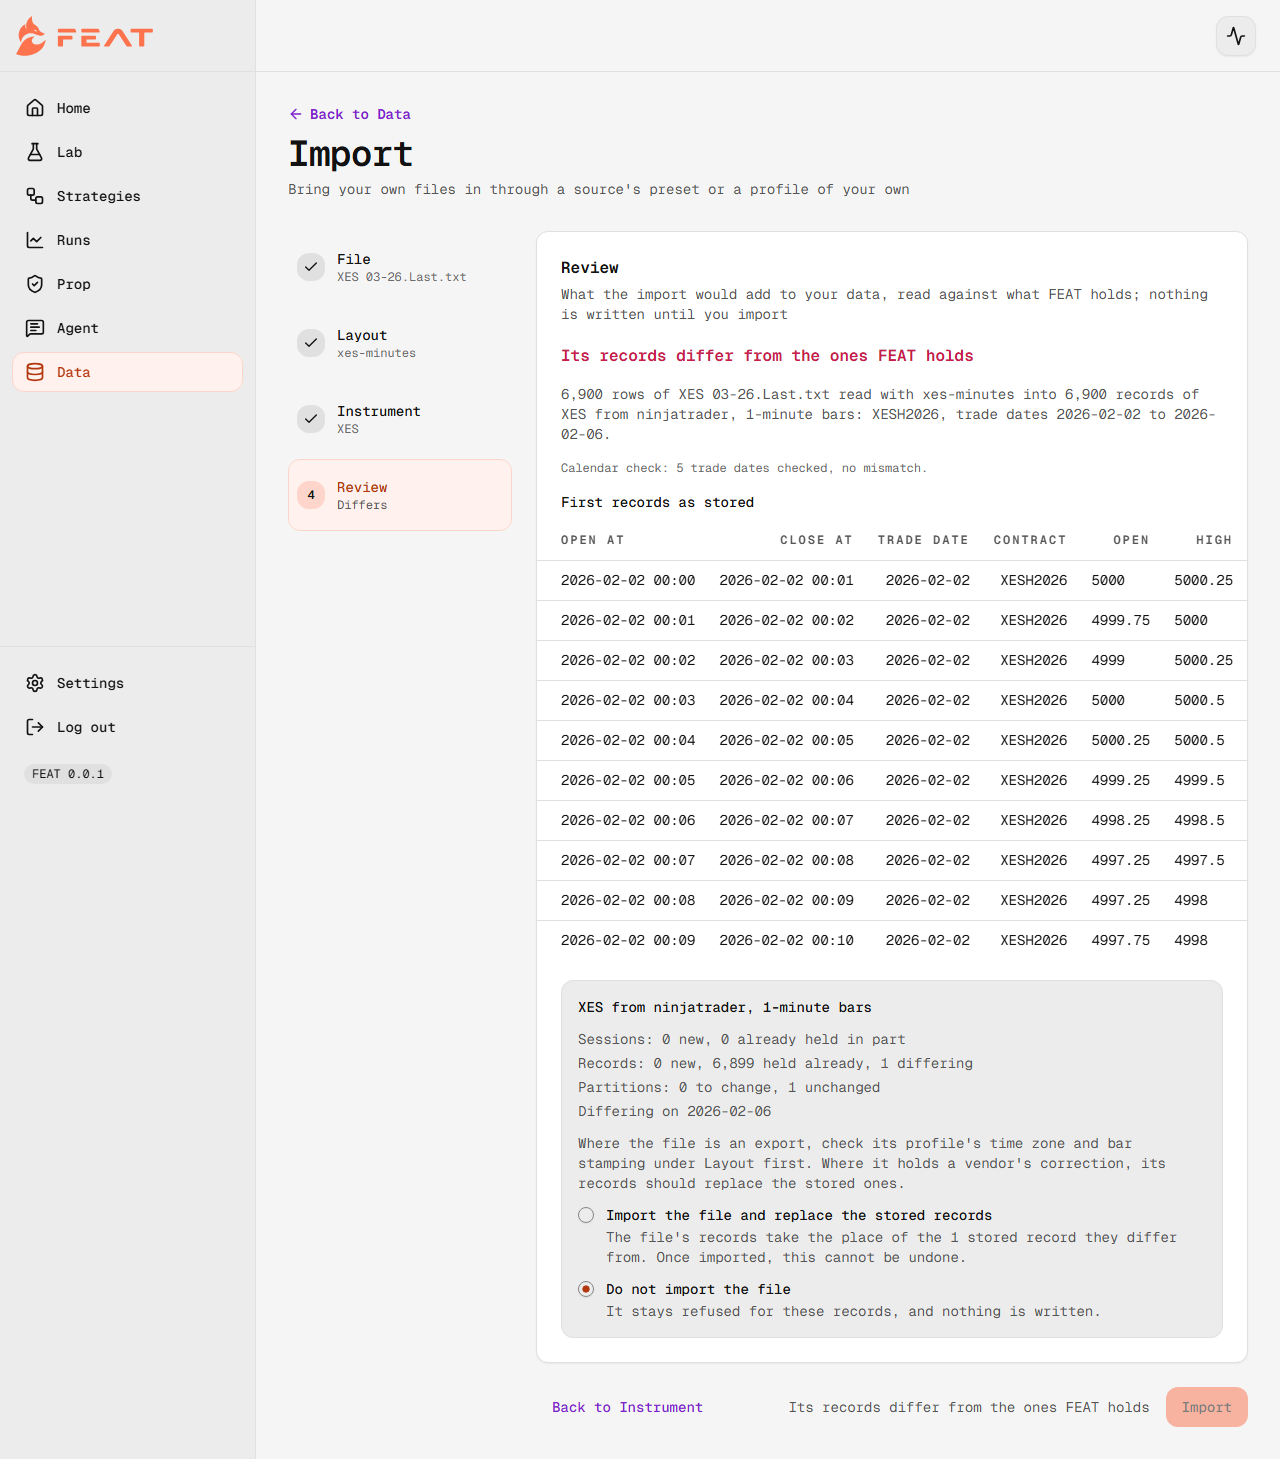 FEAT
Home
Lab
Strategies
Runs
Prop
Agent
Data
Settings
Log out
FEAT 0.0.1
Back to Data
Import
Bring your own files in through a source's preset or a profile of your own
File
XES 03-26.Last.txt
Layout
xes-minutes
Instrument
XES
4
Review
Differs
Review
What the import would add to your data, read against what FEAT holds; nothing
is written until you import
Its records differ from the ones FEAT holds
6,900 rows of XES 03-26.Last.txt read with xes-minutes into 6,900 records of
XES from ninjatrader, 1-minute bars: XESH2026, trade dates 2026-02-02 to 2026-
02-06.
Calendar check: 5 trade dates checked, no mismatch.
First records as stored
OPEN AT CLOSE AT TRADE DATE CONTRACT OPEN HIGH
2026-02-02 00:00 2026-02-02 00:01 2026-02-02 XESH2026 5000 5000.25
2026-02-02 00:01 2026-02-02 00:02 2026-02-02 XESH2026 4999.75 5000
2026-02-02 00:02 2026-02-02 00:03 2026-02-02 XESH2026 4999 5000.25
2026-02-02 00:03 2026-02-02 00:04 2026-02-02 XESH2026 5000 5000.5
2026-02-02 00:04 2026-02-02 00:05 2026-02-02 XESH2026 5000.25 5000.5
2026-02-02 00:05 2026-02-02 00:06 2026-02-02 XESH2026 4999.25 4999.5
2026-02-02 00:06 2026-02-02 00:07 2026-02-02 XESH2026 4998.25 4998.5
2026-02-02 00:07 2026-02-02 00:08 2026-02-02 XESH2026 4997.25 4997.5
2026-02-02 00:08 2026-02-02 00:09 2026-02-02 XESH2026 4997.25 4998
2026-02-02 00:09 2026-02-02 00:10 2026-02-02 XESH2026 4997.75 4998
XES from ninjatrader, 1-minute bars
Sessions: 0 new, 0 already held in part
Records: 0 new, 6,899 held already, 1 differing
Partitions: 0 to change, 1 unchanged
Differing on 2026-02-06
Where the file is an export, check its profile's time zone and bar
stamping under Layout first. Where it holds a vendor's correction, its
records should replace the stored ones.
Import the file and replace the stored records
The file's records take the place of the 1 stored record they differ
from. Once imported, this cannot be undone.
Do not import the file
It stays refused for these records, and nothing is written.
Back to Instrument
Its records differ from the ones FEAT holds
Import